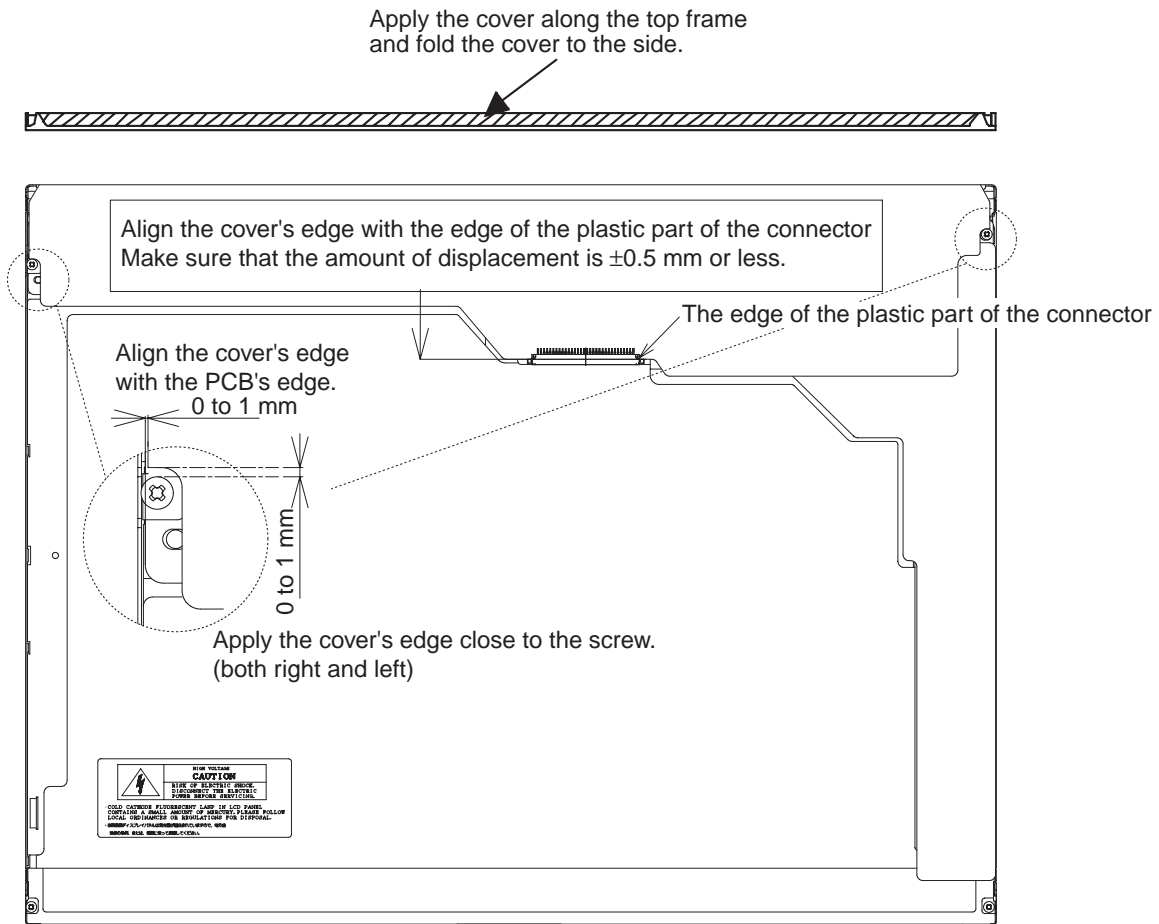 Apply the cover along the top frame
and fold the cover to the side.
Align the cover's edge with the edge of the plastic part of the connector
Make sure that the amount of displacement is ±0.5 mm or less.
The edge of the plastic part of the connector
Align the cover's edge
with the PCB's edge.
0 to 1 mm
0 to 1 mm
Apply the cover's edge close to the screw.
(both right and left)
HIGH VOLTAGE
CAUTION
RISK OF ELECTRIC SHOCK.
DISCONNECT THE ELECTRIC
POWER BEFORE SERVICING.
COLD CATHODE FLUORESCENT LAMP IN LCD PANEL
CONTAINS A SMALL AMOUNT OF MERCURY.PLEASE FOLLOW
LOCAL ORDINANCES OR REGULATIONS FOR DISPOSAL.